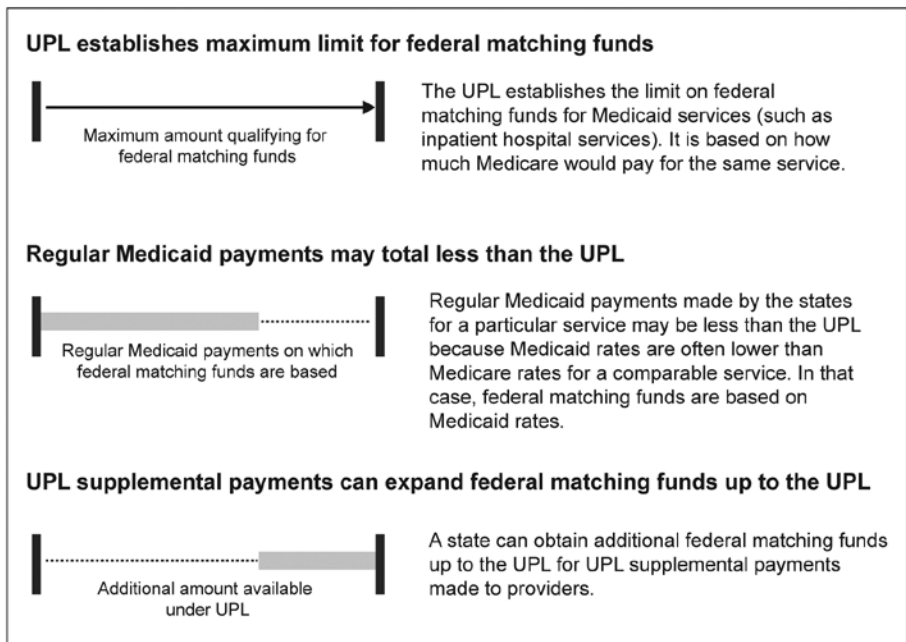 UPL establishes maximum limit for federal matching funds
Maximum amount qualifying for
federal matching funds
The UPL establishes the limit on federal
matching funds for Medicaid services (such as
inpatient hospital services). It is based on how
much Medicare would pay for the same service.
Regular Medicaid payments may total less than the UPL
Regular Medicaid payments on which
federal matching funds are based
Regular Medicaid payments made by the states
for a particular service may be less than the UPL
because Medicaid rates are often lower than
Medicare rates for a comparable service. In that
case, federal matching funds are based on
Medicaid rates.
UPL supplemental payments can expand federal matching funds up to the UPL
Additional amount available
under UPL
A state can obtain additional federal matching funds
up to the UPL for UPL supplemental payments
made to providers.